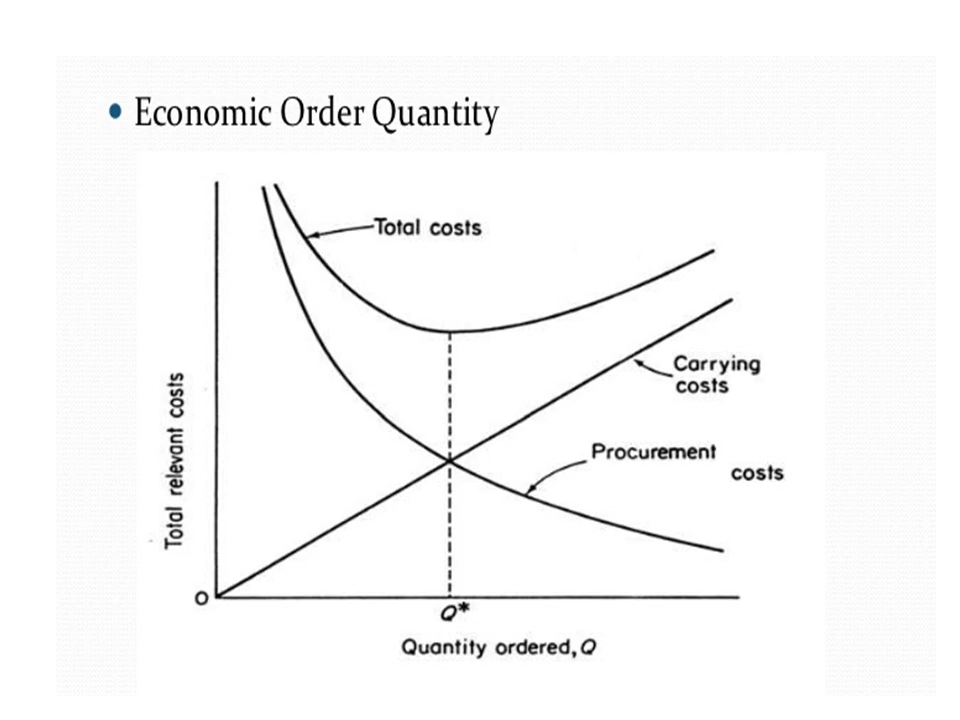 • Economic Order Quantity
Total costs
Carrying
costs
Procurement
costs
Total relevant costs
O
Q*
Quantity ordered, Q